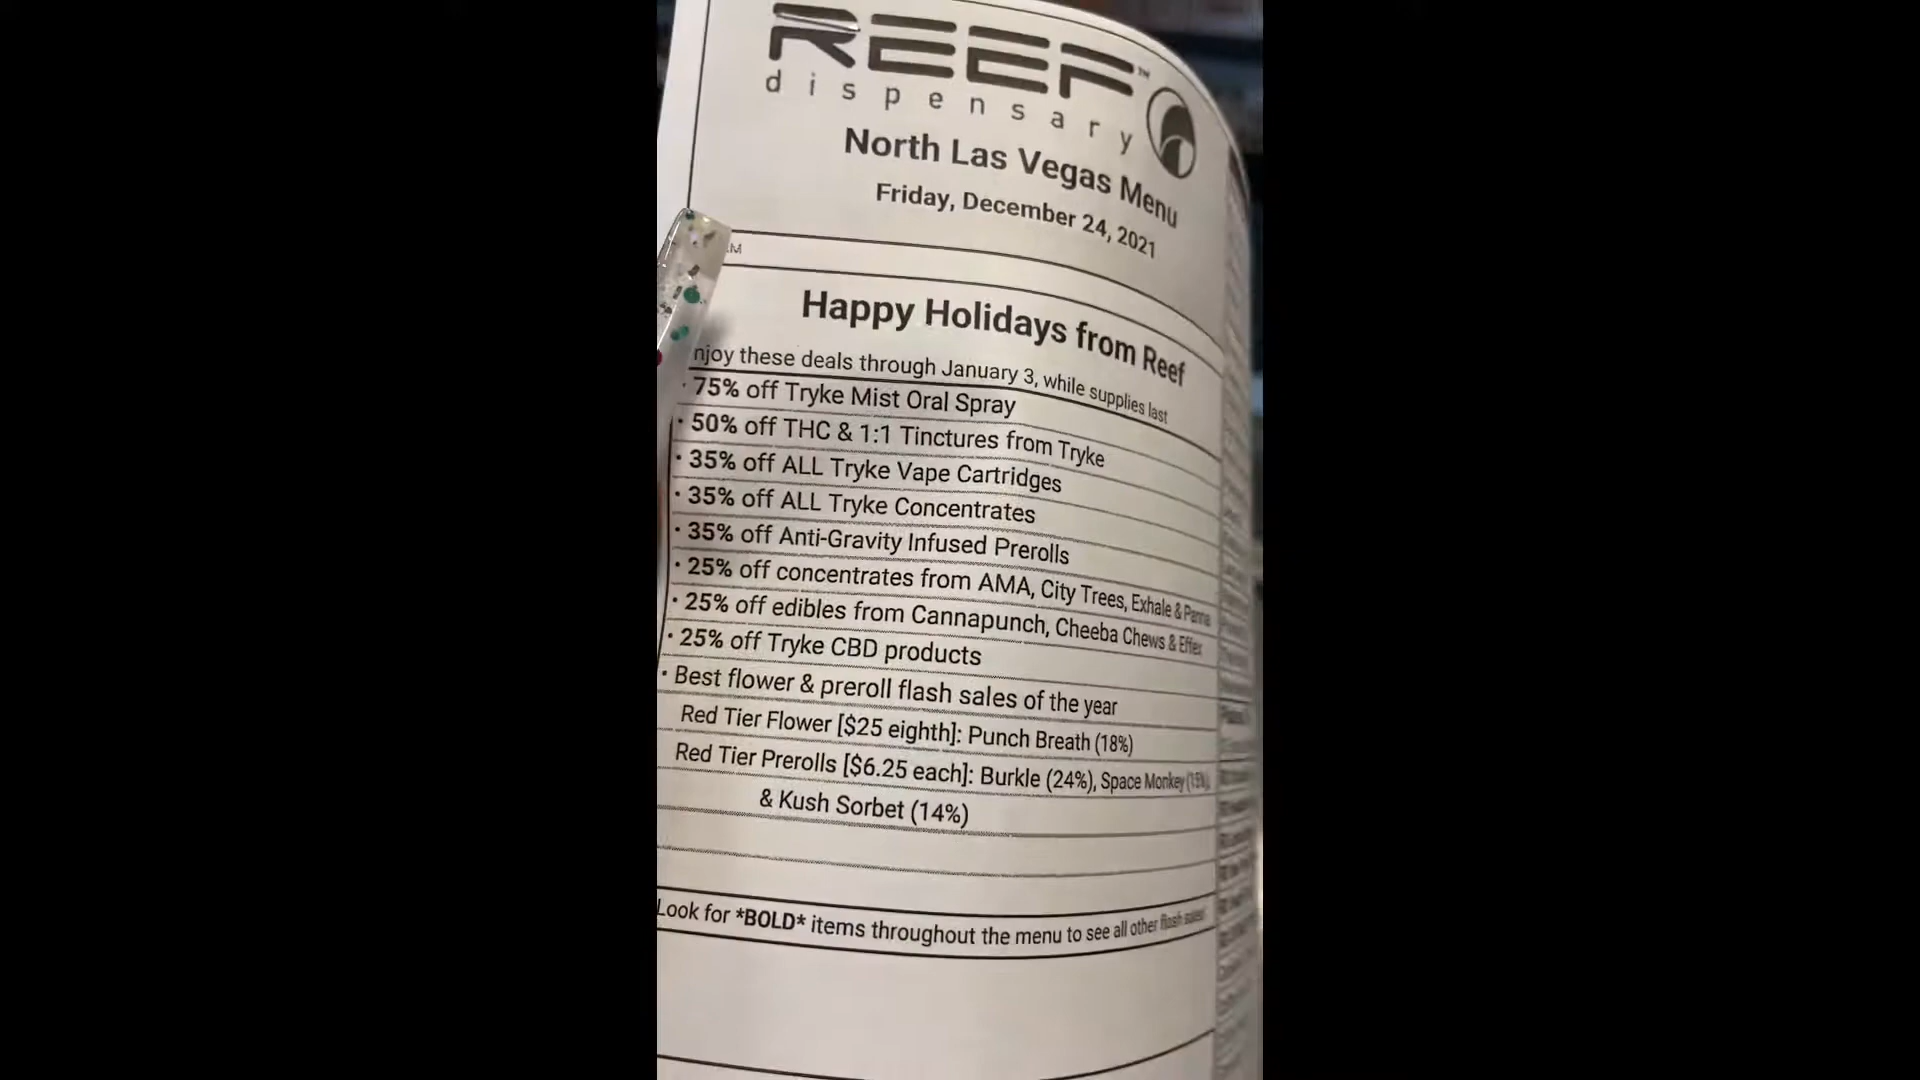 REEF™
dispensary
North Las Vegas Menu
Friday, December 24, 2021
Happy Holidays from Reef
njoy these deals through January 3, while supplies last
· 75% off Tryke Mist Oral Spray
· 50% off THC & 1:1 Tinctures from Tryke
· 35% off ALL Tryke Vape Cartridges
· 35% off ALL Tryke Concentrates
· 35% off Anti-Gravity Infused Prerolls
· 25% off concentrates from AMA, City Trees, Exhale & Panna
· 25% off edibles from Cannapunch, Cheeba Chews & Effex
· 25% off Tryke CBD products
· Best flower & preroll flash sales of the year
Red Tier Flower [$25 eighth]: Punch Breath (18%)
Red Tier Prerolls [$6.25 each]: Burkle (24%), Space Monkey (15%),
& Kush Sorbet (14%)
Look for *BOLD* items throughout the menu to see all other flash sales!